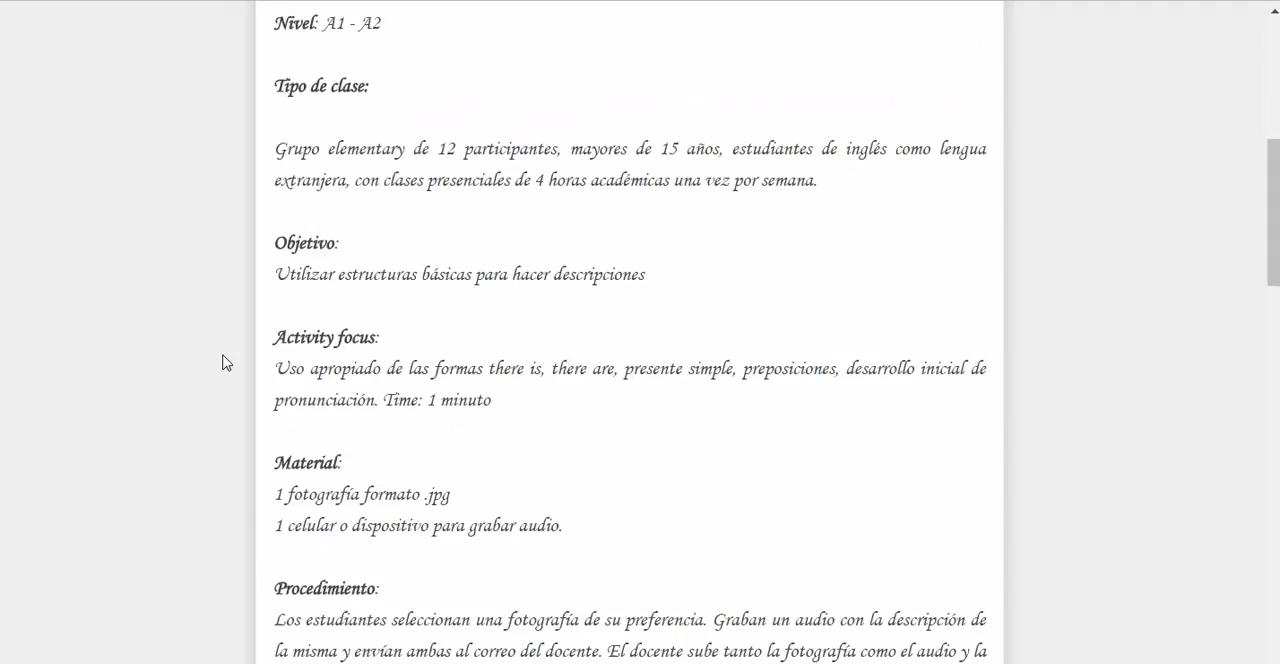 Nivel: A1 - A2
Tipo de clase:
Grupo elementary de 12 participantes, mayores de 15 años, estudiantes de inglés como lengua
extranjera, con clases presenciales de 4 horas académicas una vez por semana.
Objetivo:
Utilizar estructuras básicas para hacer descripciones
Activity focus:
Uso apropiado de las formas there is, there are, presente simple, preposiciones, desarrollo inicial de
pronunciación. Time: 1 minuto
Material:
1 fotografía formato .jpg
1 celular o dispositivo para grabar audio.
Procedimiento:
Los estudiantes seleccionan una fotografía de su preferencia. Graban un audio con la descripción de
la misma y envían ambas al correo del docente. El docente sube tanto la fotografía como el audio y la